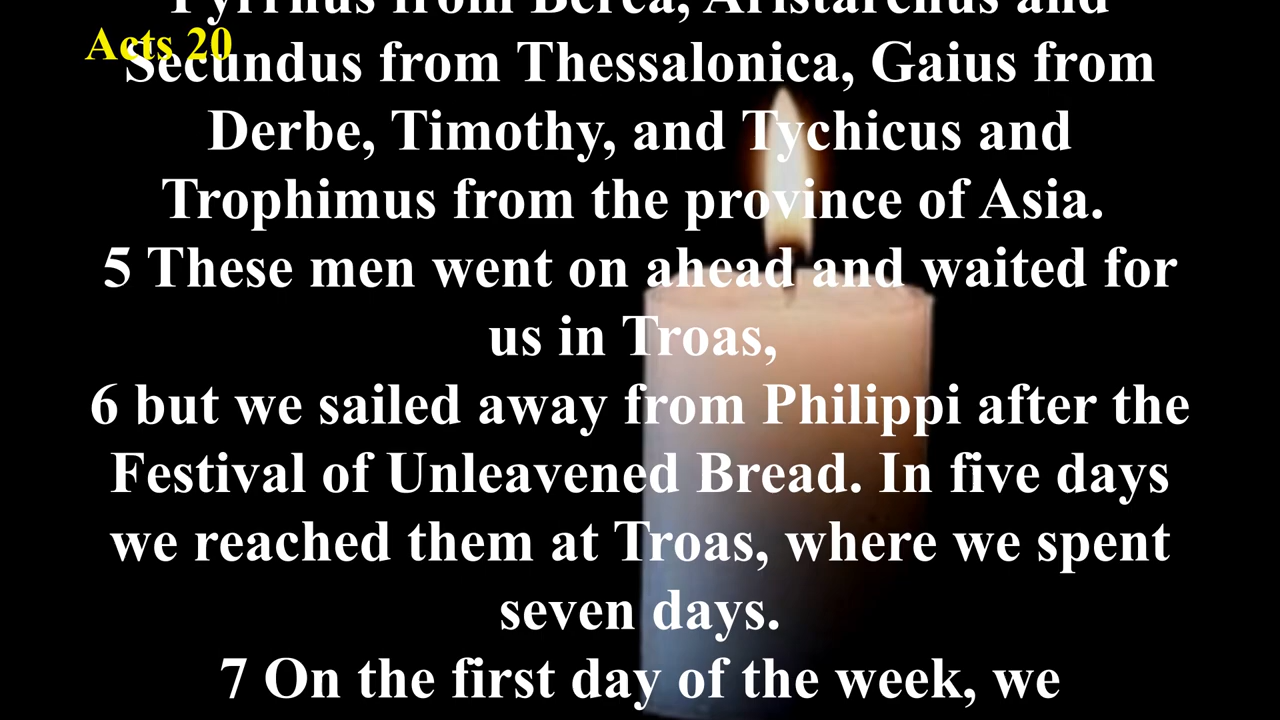 Pyrrhus from Berea, Aristarchus and
Acts 20
Secundus from Thessalonica, Gaius from
Derbe, Timothy, and Tychicus and
Trophimus from the province of Asia.
5 These men went on ahead and waited for
us in Troas,
6 but we sailed away from Philippi after the
Festival of Unleavened Bread. In five days
we reached them at Troas, where we spent
seven days.
7 On the first day of the week, we